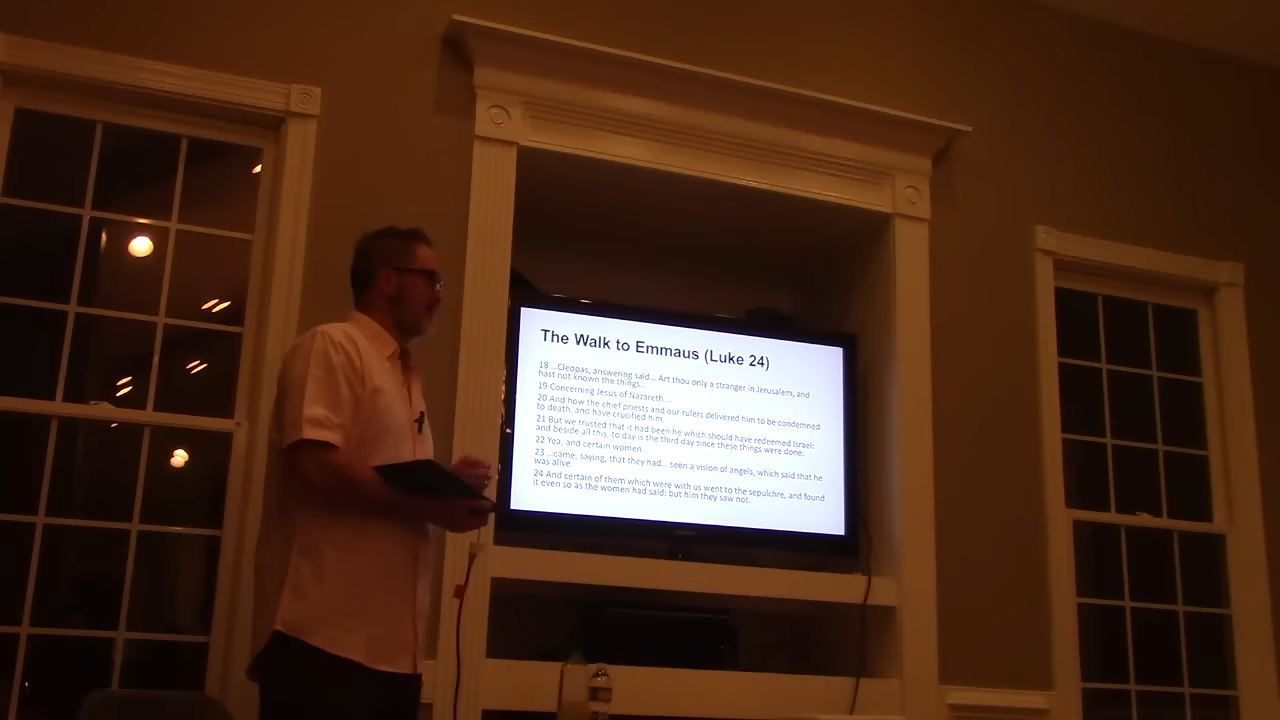 The Walk to Emmaus (Luke 24)
18 ...Cleopas, answering said... Art thou only a stranger in Jerusalem, and
hast not known the things...
19 Concerning Jesus of Nazareth...
20 And how the chief priests and our rulers delivered him to be condemned
to death, and have crucified him.
21 But we trusted that it had been he which should have redeemed Israel:
and beside all this, to day is the third day since these things were done.
22 Yea, and certain women...
23 ...came, saying, that they had... seen a vision of angels, which said that he
was alive
24 And certain of them which were with us went to the sepulchre, and found
it even so as the women had said: but him they saw not.